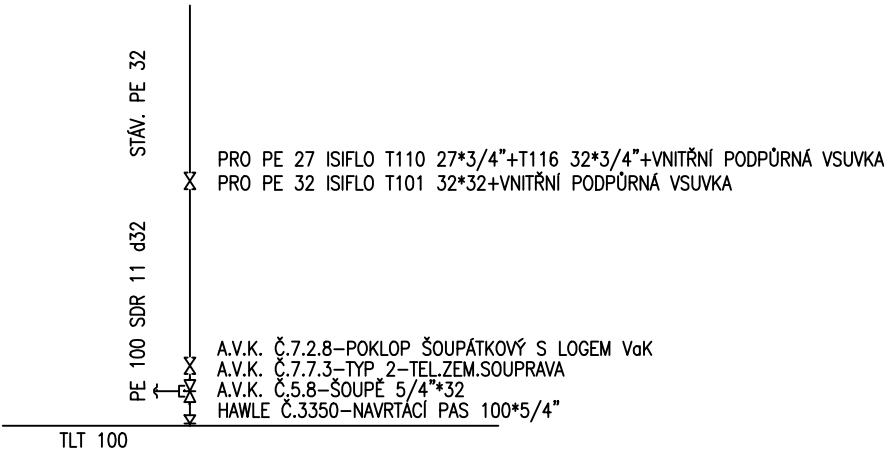 STÁV. PE 32
PRO PE 27 ISIFLO T110 27*3/4"+T116 32*3/4"+VNITŘNÍ PODPŮRNÁ VSUVKA
PRO PE 32 ISIFLO T101 32*32+VNITŘNÍ PODPŮRNÁ VSUVKA
PE 100 SDR 11 d32
A.V.K. Č.7.2.8-POKLOP ŠOUPÁTKOVÝ S LOGEM VaK
A.V.K. Č.7.7.3-TYP 2-TEL.ZEM.SOUPRAVA
A.V.K. Č.5.8-ŠOUPĚ 5/4"*32
HAWLE Č.3350-NAVRTÁCÍ PAS 100*5/4"
TLT 100